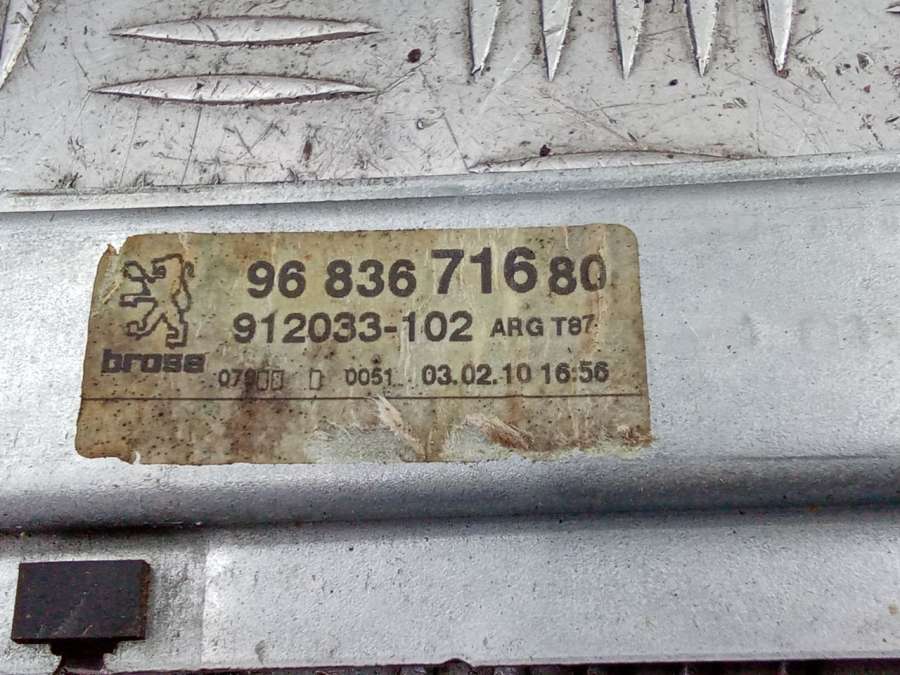 96 836 716 80
912033-102 ARG T87
brose
0051 03.02.10 16:56